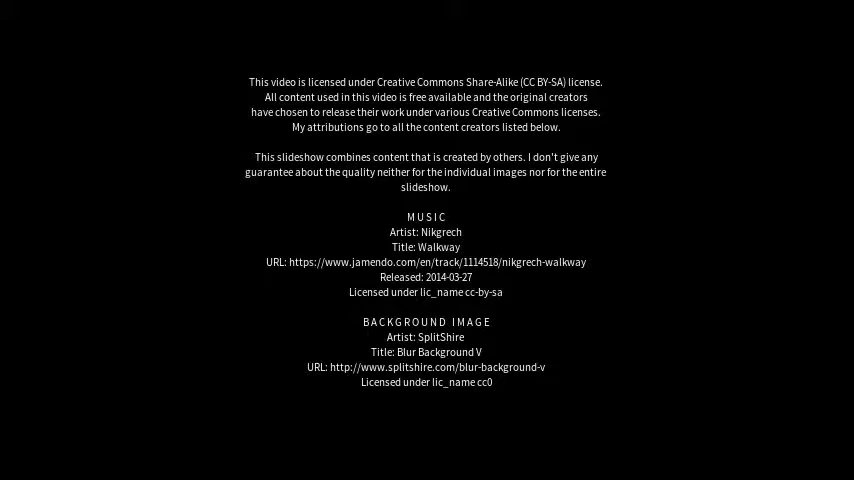 This video is licensed under Creative Commons Share-Alike (CC BY-SA) license.
All content used in this video is free available and the original creators
have chosen to release their work under various Creative Commons licenses.
My attributions go to all the content creators listed below.
This slideshow combines content that is created by others. I don't give any
guarantee about the quality neither for the individual images nor for the entire
slideshow.
MUSIC
Artist: Nikgrech
Title: Walkway
URL: https://www.jamendo.com/en/track/1114518/nikgrech-walkway
Released: 2014-03-27
Licensed under lic_name cc-by-sa
BACKGROUND IMAGE
Artist: SplitShire
Title: Blur Background V
URL: http://www.splitshire.com/blur-background-v
Licensed under lic_name cc0